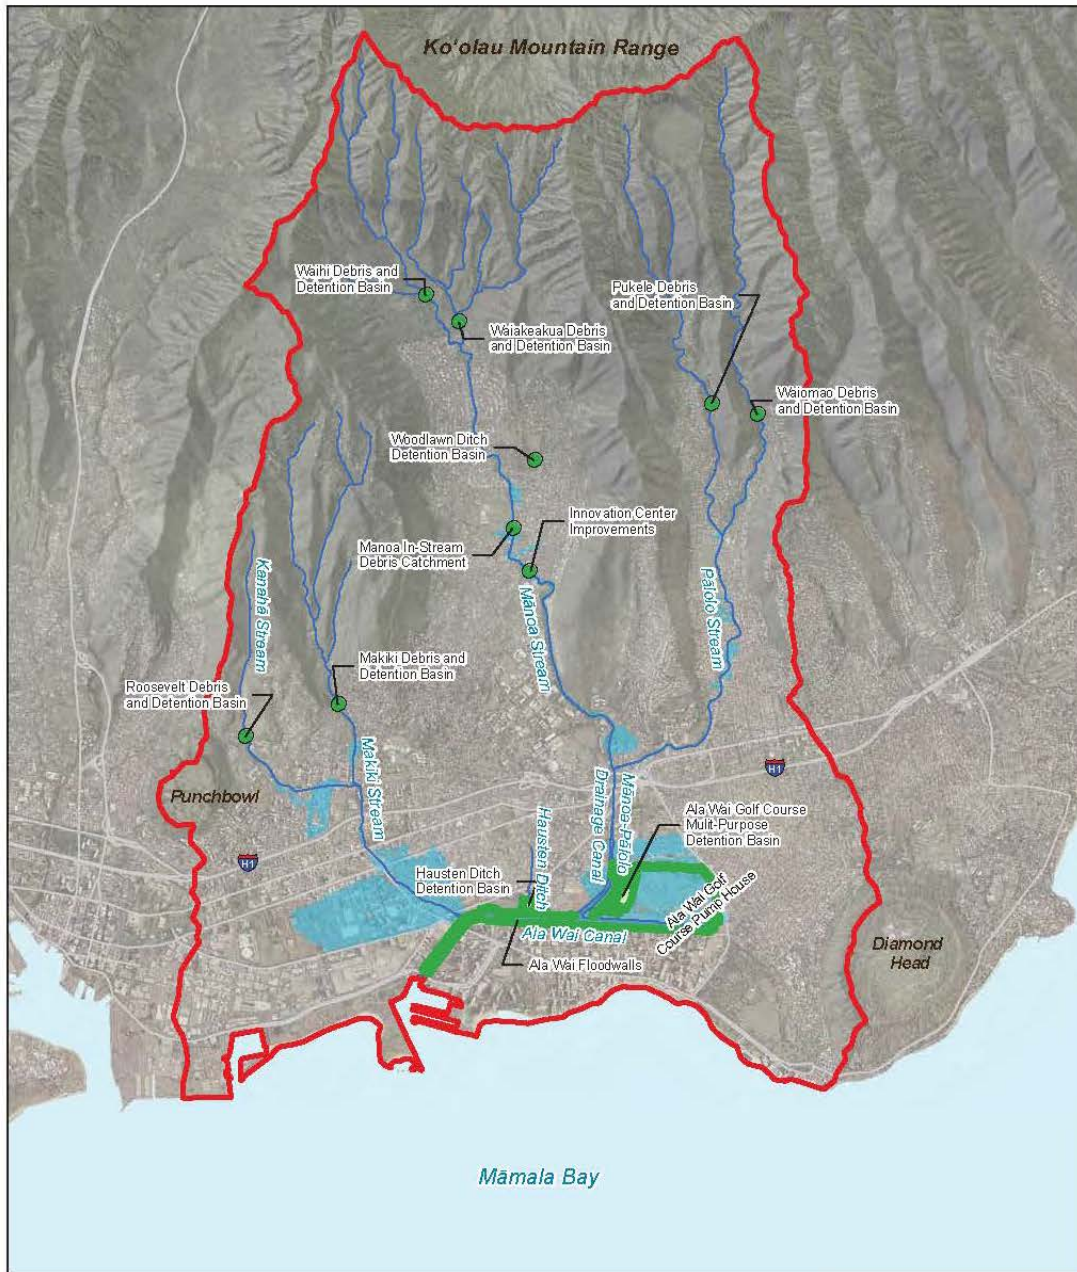 Ko'olau Mountain Range
Waihi Debris and
Detention Basin
Pukele Debris
and Detention Basin
Waiakeakua Debris
and Detention Basin
Waiomao Debris
and Detention Basin
Woodlawn Ditch
Detention Basin
Innovation Center
Improvements
Manoa In-Stream
Debris Catchment
Kanaha Stream
Mānoa Stream
Pālolo Stream
Makiki Debris and
Detention Basin
Roosevelt Debris
and Detention Basin
Makiki Stream
Punchbowl
H1
H1
Hausten Ditch
Manoa-Palolo
Drainage Canal
Ala Wai Golf Course
Mulit-Purpose
Detention Basin
Hausten Ditch
Detention Basin
Ala Wai Golf
Course Pump House
Ala Wai Canal
Ala Wai Floodwalls
Diamond
Head
Māmala Bay